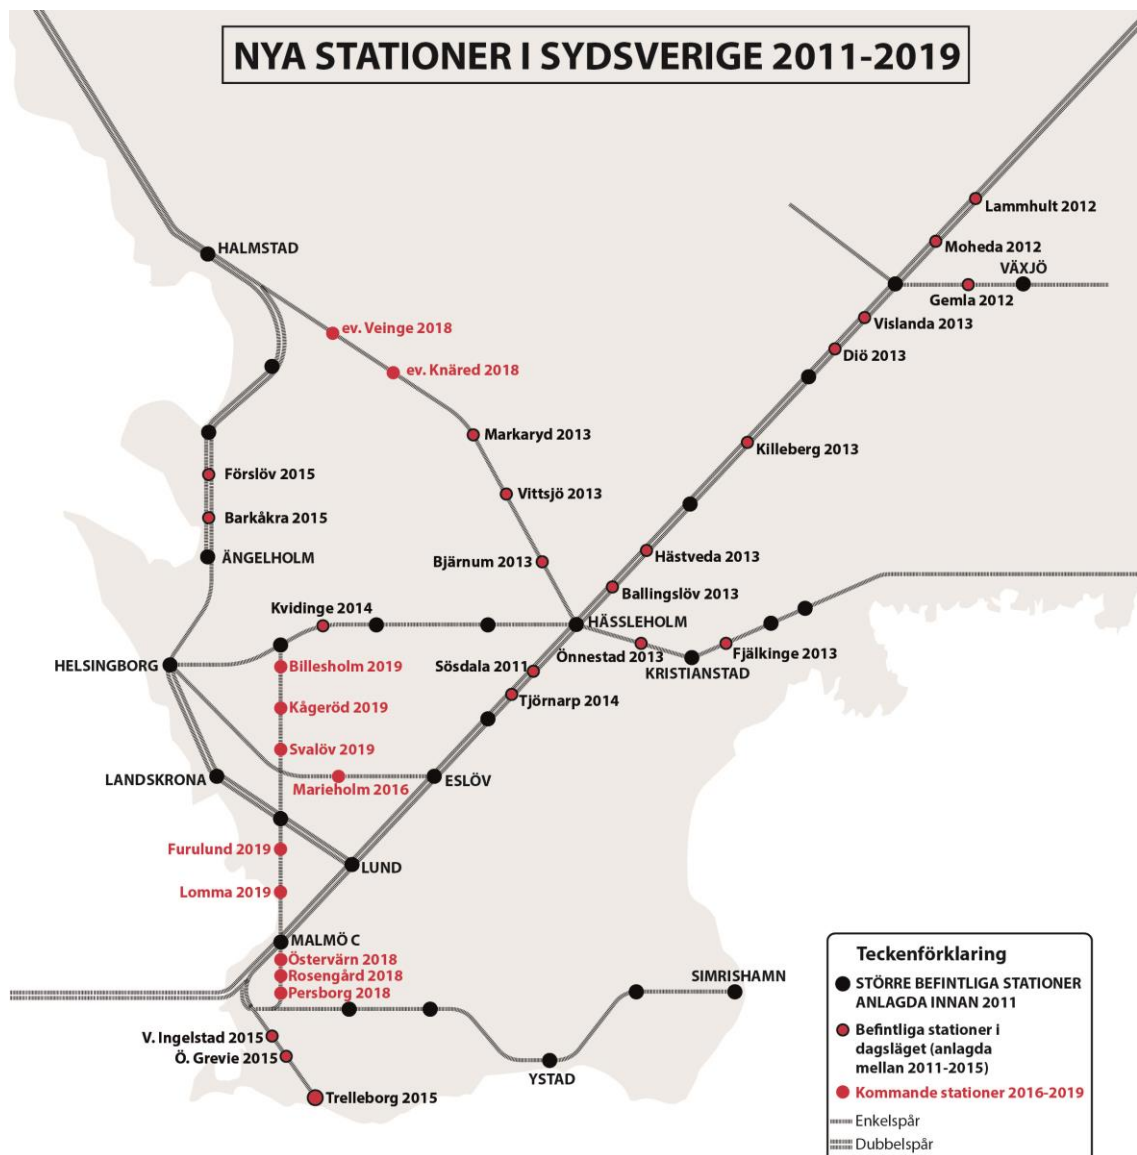 NYA STATIONER I SYDSVERIGE 2011-2019
Lammhult 2012
Moheda 2012
HALMSTAD
VÄXJÖ
Gemla 2012
Vislanda 2013
ev. Veinge 2018
Diö 2013
ev. Knäred 2018
Markaryd 2013
Killeberg 2013
Förslöv 2015
Vittsjö 2013
Barkåkra 2015
ÄNGELHOLM
Hästveda 2013
Bjärnum 2013
Ballingslöv 2013
Kvidinge 2014
HÄSSLEHOLM
Önnestad 2013
Fjälkinge 2013
HELSINGBORG
Billesholm 2019
Sösdala 2011
KRISTIANSTAD
Tjörnarp 2014
Kågeröd 2019
Svalöv 2019
LANDSKRONA
Marieholm 2016
ESLÖV
Furulund 2019
LUND
Lomma 2019
MALMÖ C
Östervärn 2018
Rosengård 2018
Persborg 2018
SIMRISHAMN
V. Ingelstad 2015
Ö. Grevie 2015
YSTAD
Trelleborg 2015
Teckenförklaring
STÖRRE BEFINTLIGA STATIONER
ANLAGDA INNAN 2011
Befintliga stationer i
dagsläget (anlagda
mellan 2011-2015)
Kommande stationer 2016-2019
Enkelspår
Dubbelspår